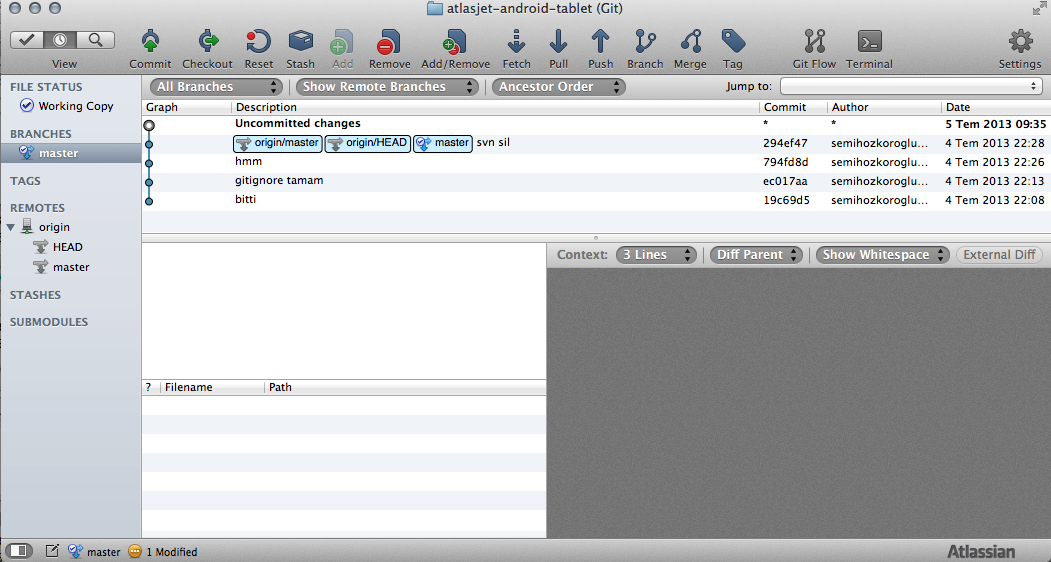 atlasjet-android-tablet (Git)
View Commit Checkout Reset Stash Add Remove Add/Remove Fetch Pull Push Branch Merge Tag Git Flow Terminal Settings
FILE STATUS
Working Copy
BRANCHES
master
TAGS
REMOTES
origin
HEAD
master
STASHES
SUBMODULES
All Branches Show Remote Branches Ancestor Order Jump to:
Graph Description Commit Author Date
Uncommitted changes * * 5 Tem 2013 09:35
origin/master origin/HEAD master svn sil 294ef47 semihozkoroglu... 4 Tem 2013 22:28
hmm 794fd8d semihozkoroglu... 4 Tem 2013 22:26
gitignore tamam ec017aa semihozkoroglu... 4 Tem 2013 22:13
bitti 19c69d5 semihozkoroglu... 4 Tem 2013 22:08
Context: 3 Lines Diff Parent Show Whitespace External Diff
? Filename Path
master 1 Modified
Atlassian